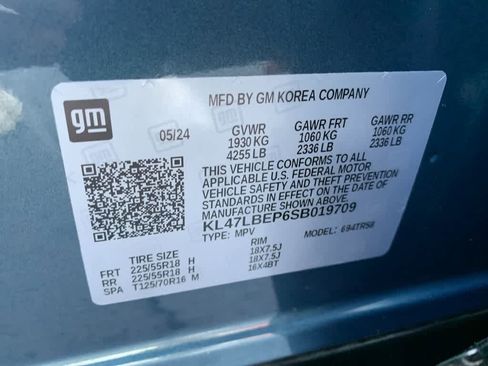 gm
MFD BY GM KOREA COMPANY
05/24 GVWR GAWR FRT GAWR RR
1930 KG 1060 KG 1060 KG
4255 LB 2336 LB 2336 LB
THIS VEHICLE CONFORMS TO ALL
APPLICABLE U.S. FEDERAL MOTOR
VEHICLE SAFETY AND THEFT PREVENTION
STANDARDS IN EFFECT ON THE DATE OF
MANUFACTURE SHOWN ABOVE.
KL47LBEP6SB019709
TYPE: MPV MODEL: 694TR58
TIRE SIZE RIM
FRT 225/55R18 H 18X7.5J
RR 225/55R18 H 18X7.5J
SPA T125/70R16 M 16X4BT